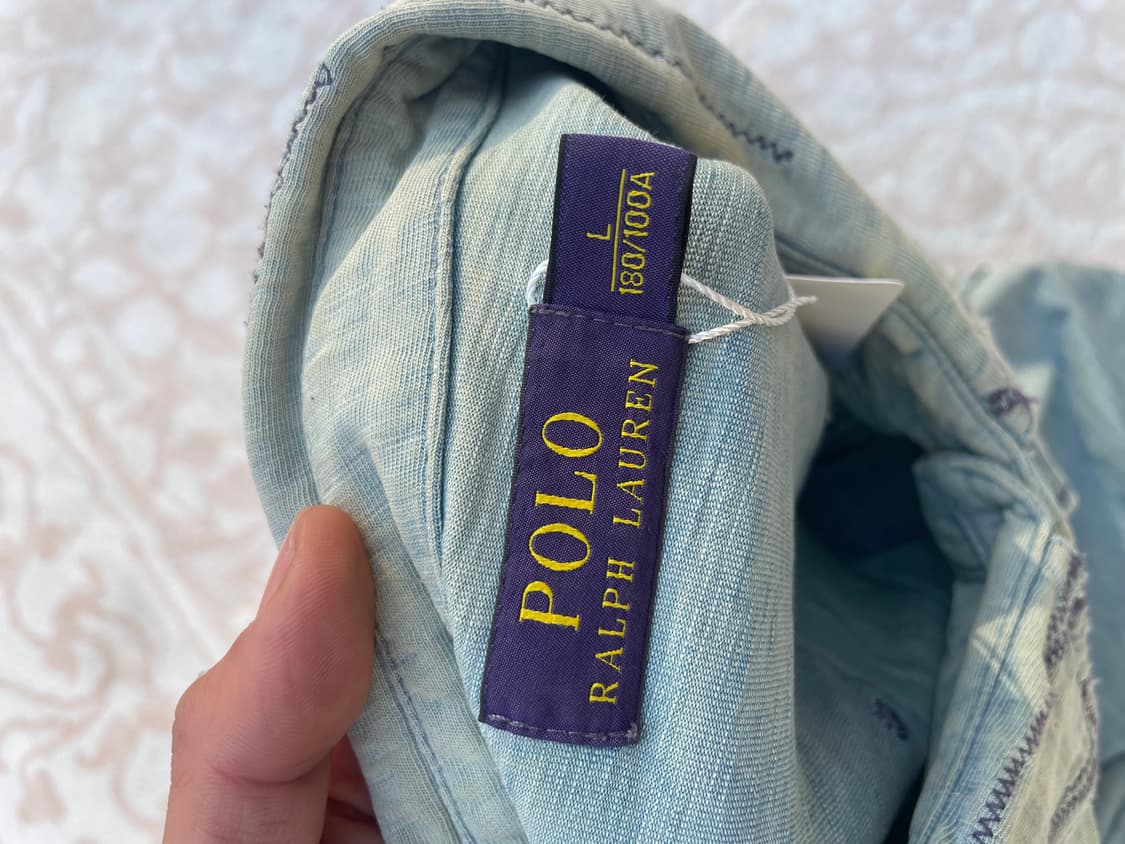 L
180/100A
POLO
RALPH LAUREN